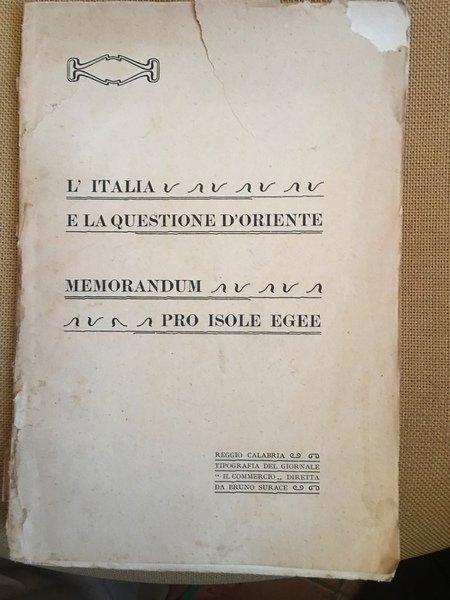 L' ITALIA
E LA QUESTIONE D'ORIENTE
MEMORANDUM
PRO ISOLE EGEE
REGGIO CALABRIA
TIPOGRAFIA DEL GIORNALE
“ IL COMMERCIO „ DIRETTA
DA BRUNO SURACE